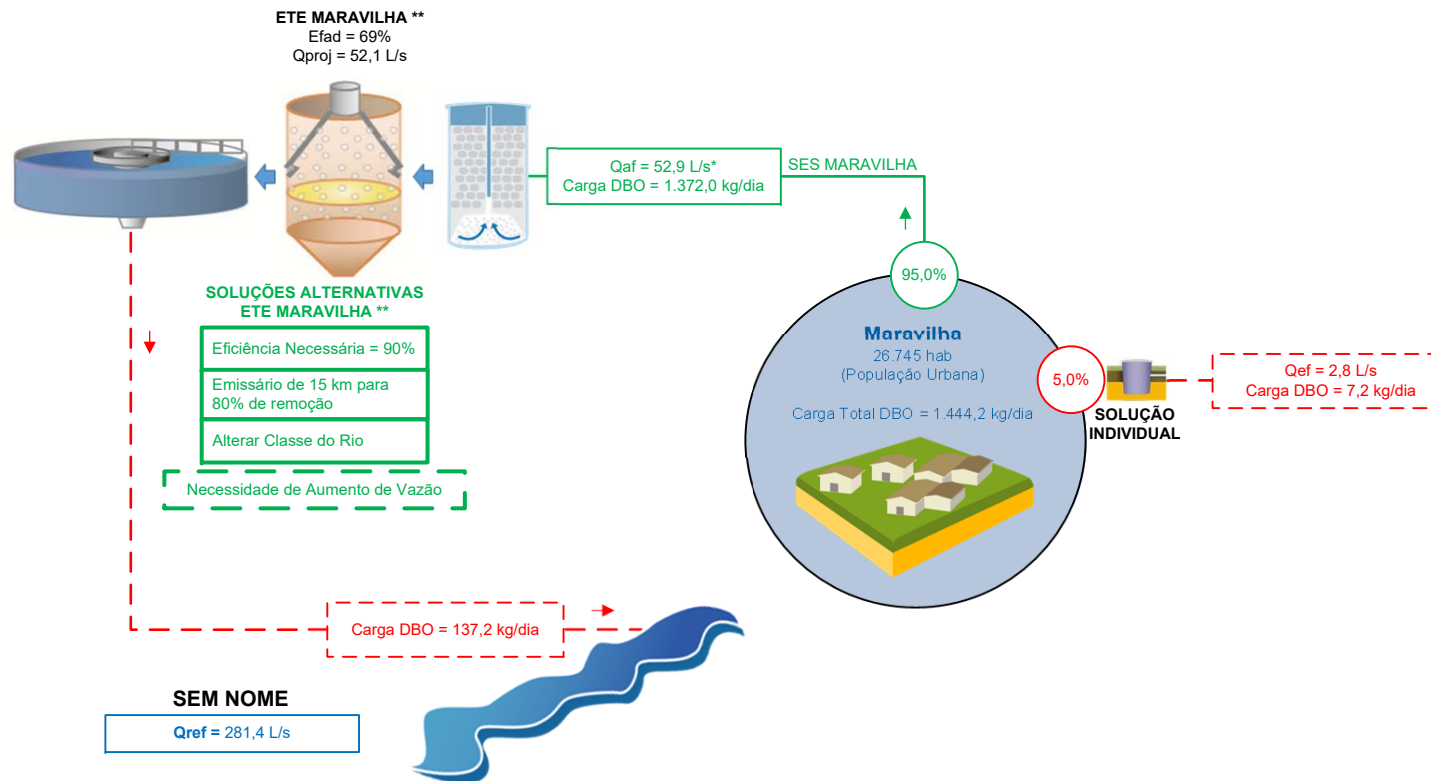 ETE MARAVILHA **
Efad = 69%
Qproj = 52,1 L/s
Qaf = 52,9 L/s*
Carga DBO = 1.372,0 kg/dia
SES MARAVILHA
95,0%
SOLUÇÕES ALTERNATIVAS
ETE MARAVILHA **
Eficiência Necessária = 90%
Emissário de 15 km para
80% de remoção
Alterar Classe do Rio
Necessidade de Aumento de Vazão
Maravilha
26.745 hab
(População Urbana)
Carga Total DBO = 1.444,2 kg/dia
5,0%
SOLUÇÃO
INDIVIDUAL
Qef = 2,8 L/s
Carga DBO = 7,2 kg/dia
Carga DBO = 137,2 kg/dia
SEM NOME
Qref = 281,4 L/s